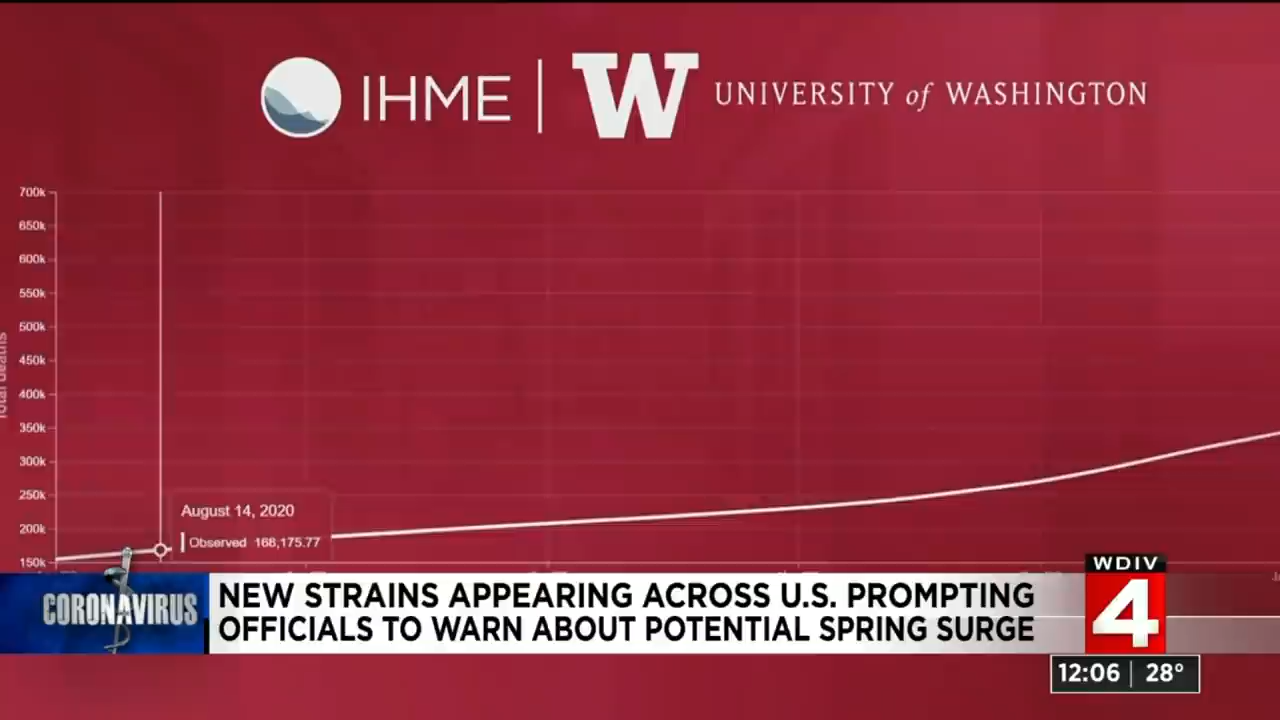 IHME
W
UNIVERSITY of WASHINGTON
700k
650k
600k
550k
500k
450k
400k
350k
300k
250k
200k
150k
Total deaths
August 14, 2020
Observed 168,175.77
CORONAVIRUS
NEW STRAINS APPEARING ACROSS U.S. PROMPTING
OFFICIALS TO WARN ABOUT POTENTIAL SPRING SURGE
WDIV
4
12:06 28°